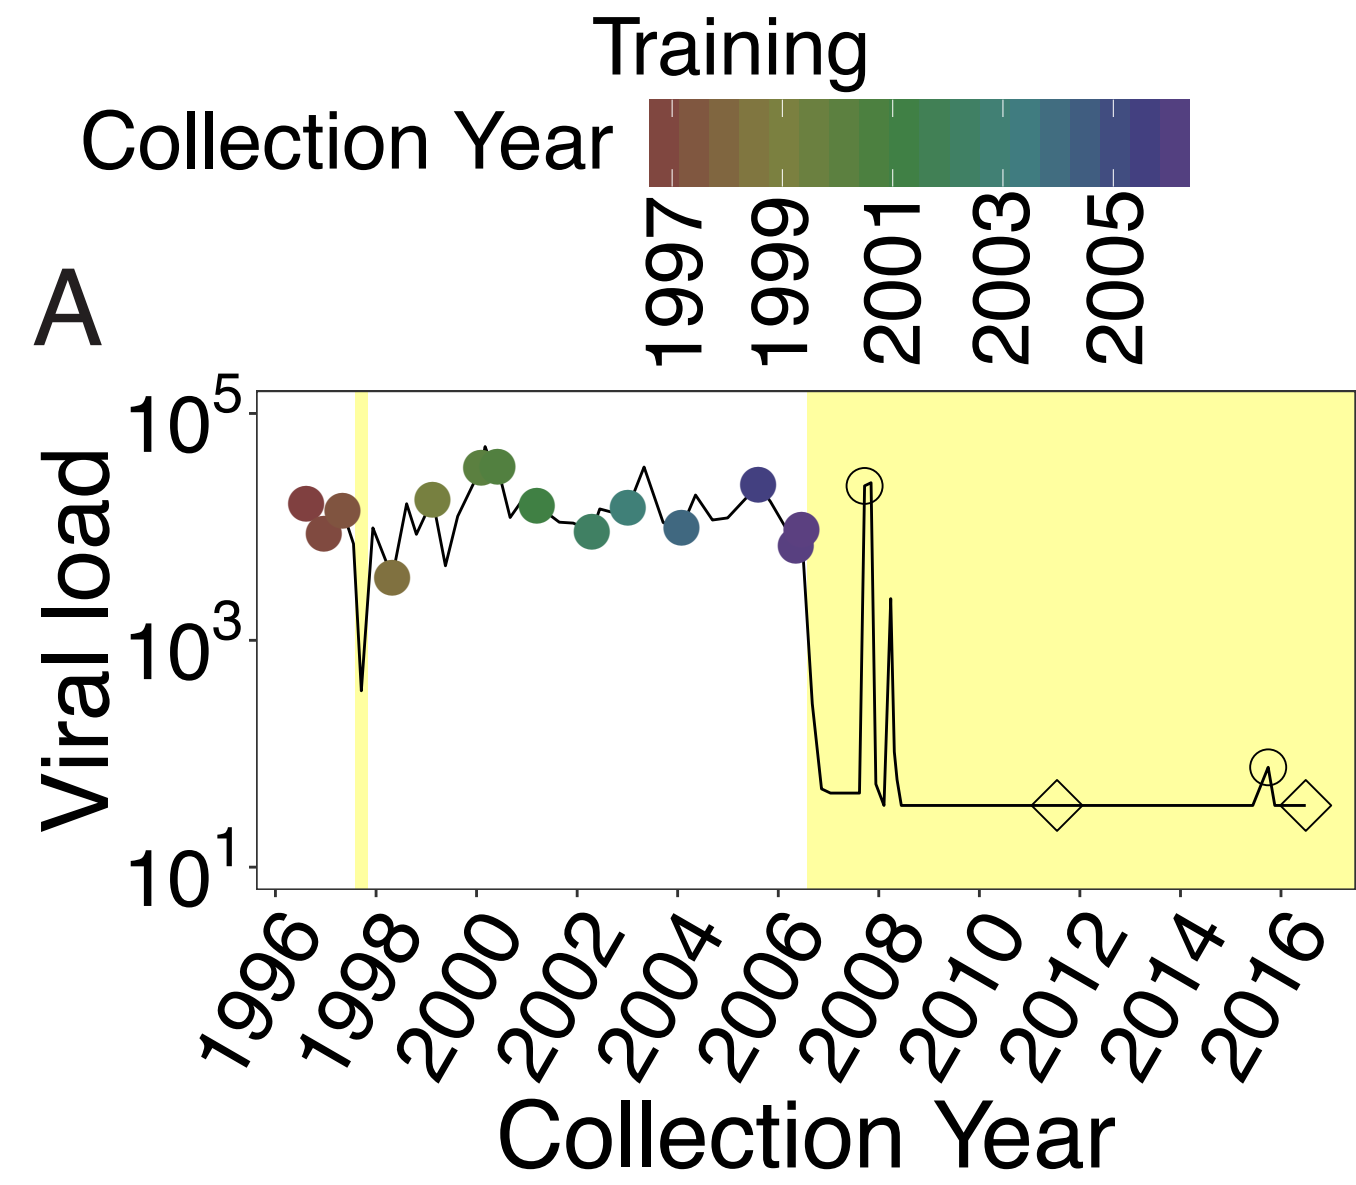 Training
Collection Year
1997 1999 2001 2003 2005
A
Viral load
10^5
10^3
10^1
1996 1998 2000 2002 2004 2006 2008 2010 2012 2014 2016
Collection Year